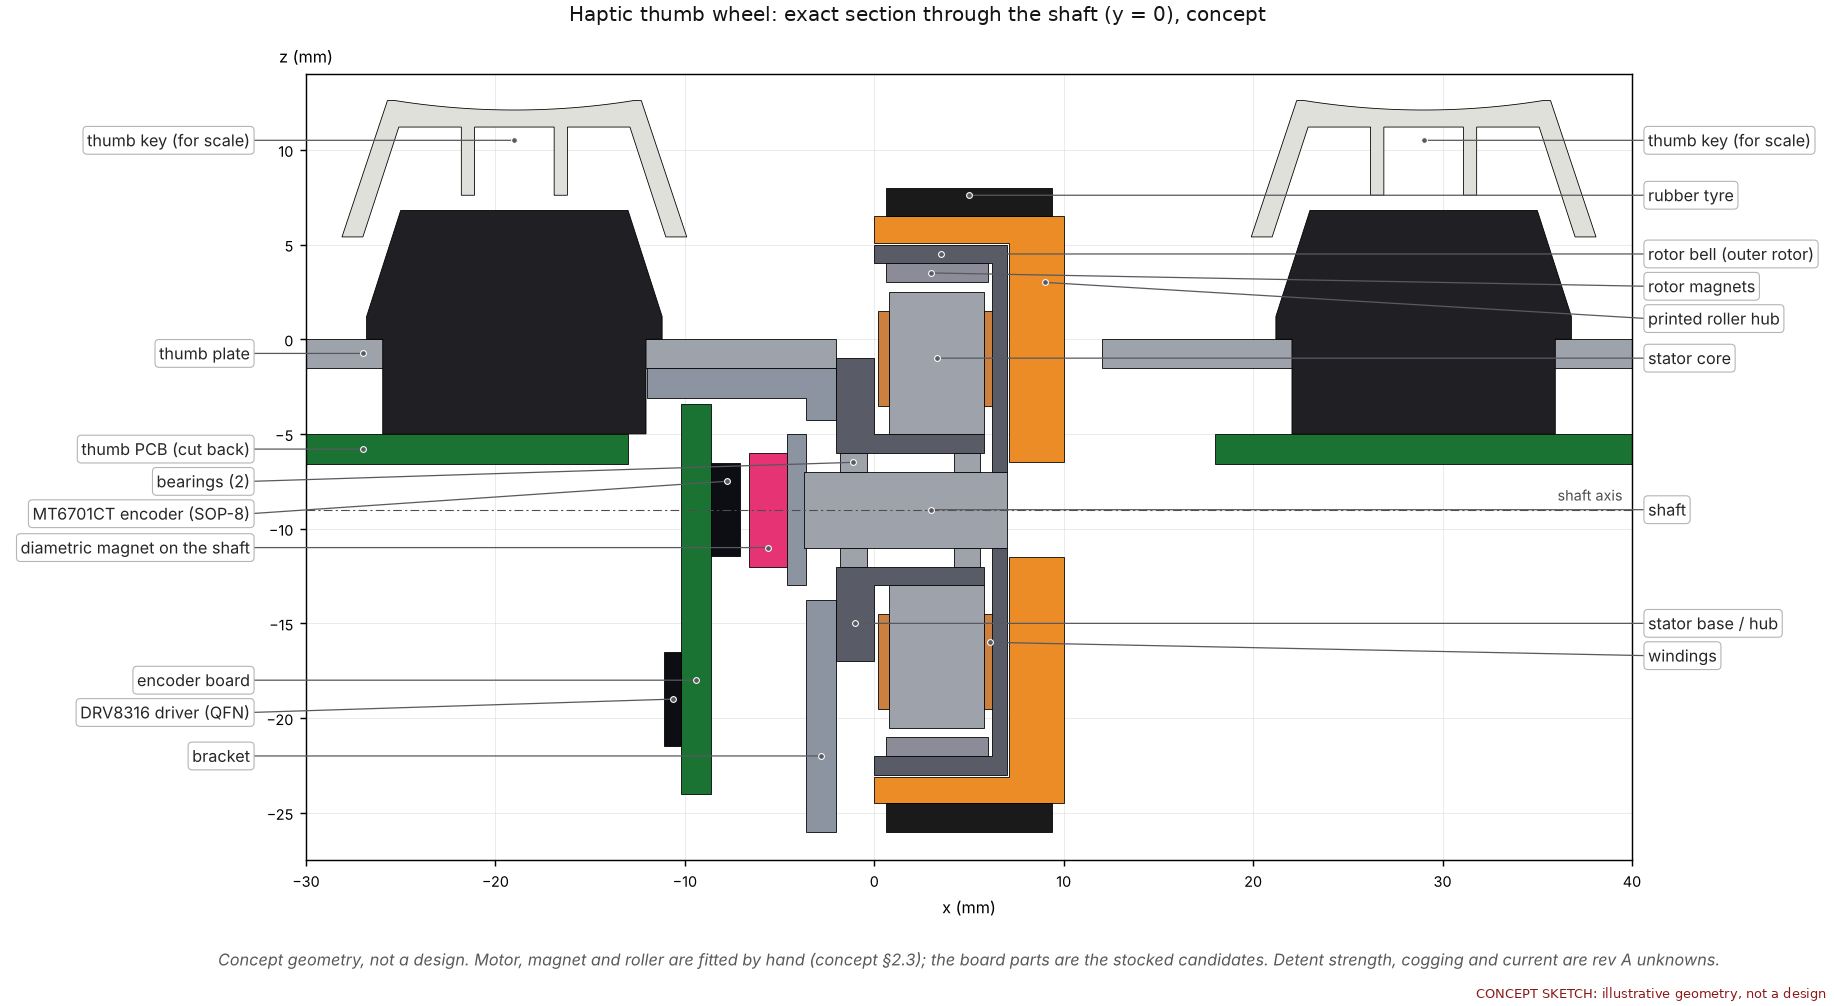 Haptic thumb wheel: exact section through the shaft (y = 0), concept
z (mm)
thumb key (for scale)
thumb plate
thumb PCB (cut back)
bearings (2)
MT6701CT encoder (SOP-8)
diametric magnet on the shaft
encoder board
DRV8316 driver (QFN)
bracket
10
5
0
−5
−10
−15
−20
−25
thumb key (for scale)
rubber tyre
rotor bell (outer rotor)
rotor magnets
printed roller hub
stator core
shaft axis
shaft
stator base / hub
windings
−30
−20
−10
0
10
20
30
40
x (mm)
Concept geometry, not a design. Motor, magnet and roller are fitted by hand (concept §2.3); the board parts are the stocked candidates. Detent strength, cogging and current are rev A unknowns.
CONCEPT SKETCH: illustrative geometry, not a design